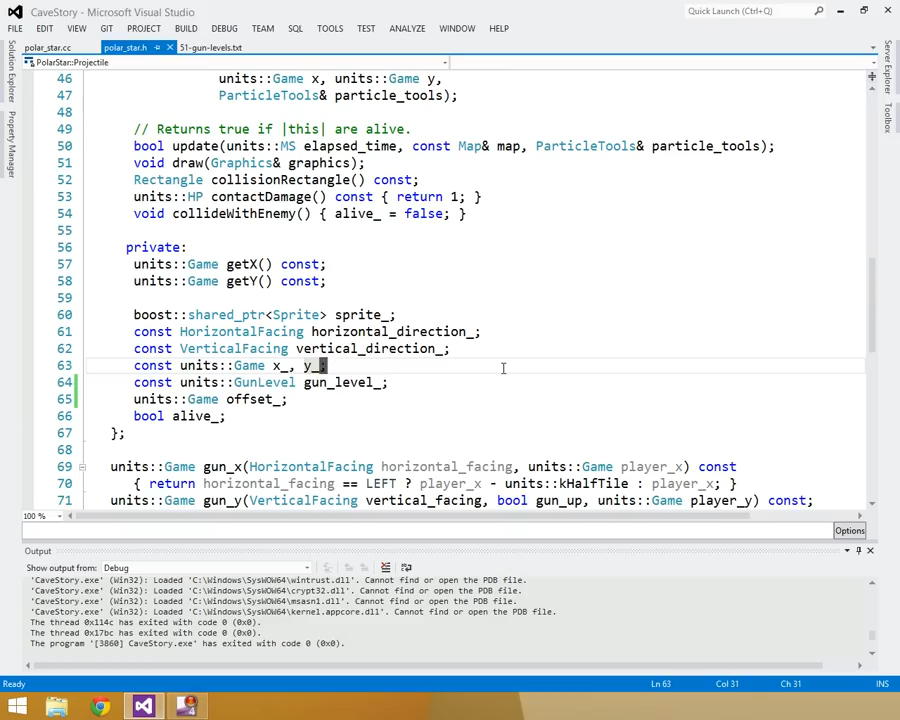 CaveStory - Microsoft Visual Studio
Quick Launch (Ctrl+Q)
FILE EDIT VIEW GIT PROJECT BUILD DEBUG TEAM SQL TOOLS TEST ANALYZE WINDOW HELP
polar_star.cc polar_star.h 51-gun-levels.txt
PolarStar::Projectile
Solution Explorer
Property Manager
Server Explorer
Toolbox
46 units::Game x, units::Game y,
47 ParticleTools& particle_tools);
48
49 // Returns true if |this| are alive.
50 bool update(units::MS elapsed_time, const Map& map, ParticleTools& particle_tools);
51 void draw(Graphics& graphics);
52 Rectangle collisionRectangle() const;
53 units::HP contactDamage() const { return 1; }
54 void collideWithEnemy() { alive_ = false; }
55
56 private:
57 units::Game getX() const;
58 units::Game getY() const;
59
60 boost::shared_ptr<Sprite> sprite_;
61 const HorizontalFacing horizontal_direction_;
62 const VerticalFacing vertical_direction_;
63 const units::Game x_, y_;
64 const units::GunLevel gun_level_;
65 units::Game offset_;
66 bool alive_;
67 };
68
69 units::Game gun_x(HorizontalFacing horizontal_facing, units::Game player_x) const
70 { return horizontal_facing == LEFT ? player_x - units::kHalfTile : player_x; }
71 units::Game gun_y(VerticalFacing vertical_facing, bool gun_up, units::Game player_y) const;
100 %
Options
Output
Show output from: Debug
'CaveStory.exe' (Win32): Loaded 'C:\Windows\SysWOW64\wintrust.dll'. Cannot find or open the PDB file.
'CaveStory.exe' (Win32): Loaded 'C:\Windows\SysWOW64\crypt32.dll'. Cannot find or open the PDB file.
'CaveStory.exe' (Win32): Loaded 'C:\Windows\SysWOW64\msasn1.dll'. Cannot find or open the PDB file.
'CaveStory.exe' (Win32): Loaded 'C:\Windows\SysWOW64\kernel.appcore.dll'. Cannot find or open the PDB file.
The thread 0x114c has exited with code 0 (0x0).
The thread 0x17bc has exited with code 0 (0x0).
The program '[3860] CaveStory.exe' has exited with code 0 (0x0).
Ready Ln 63 Col 31 Ch 31 INS